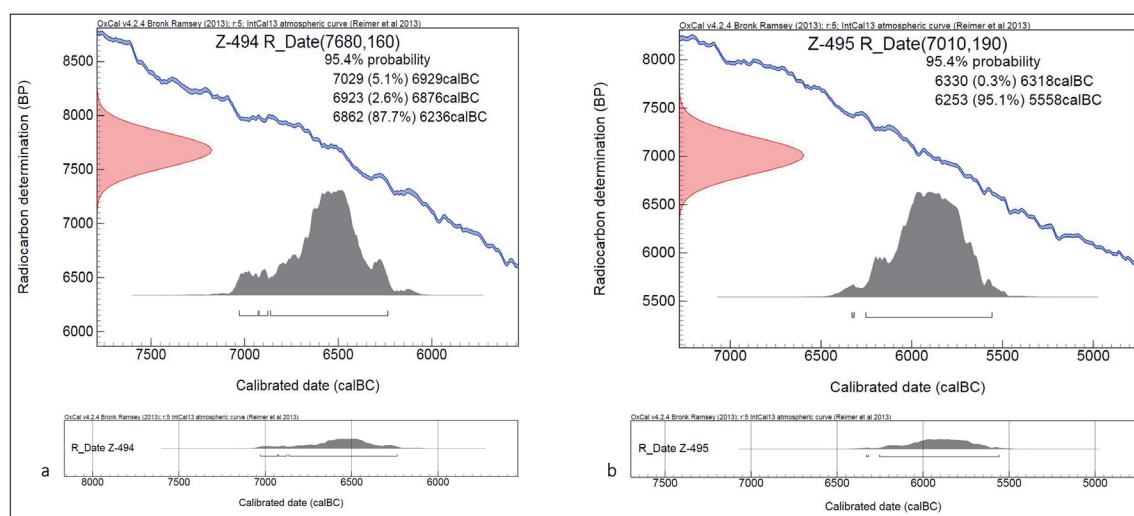 OxCal v4.2.4 Bronk Ramsey (2013); r:5; IntCal13 atmospheric curve (Reimer et al 2013)
Z-494 R_Date(7680,160)
95.4% probability
7029 (5.1%) 6929calBC
6923 (2.6%) 6876calBC
6862 (87.7%) 6236calBC
Radiocarbon determination (BP)
8500
8000
7500
7000
6500
6000
7500 7000 6500 6000
Calibrated date (calBC)
OxCal v4.2.4 Bronk Ramsey (2013); r:5; IntCal13 atmospheric curve (Reimer et al 2013)
Z-495 R_Date(7010,190)
95.4% probability
6330 (0.3%) 6318calBC
6253 (95.1%) 5558calBC
Radiocarbon determination (BP)
8000
7500
7000
6500
6000
5500
7000 6500 6000 5500 5000
Calibrated date (calBC)
OxCal v4.2.4 Bronk Ramsey (2013); r:5 IntCal13 atmospheric curve (Reimer et al 2013)
R_Date Z-494
a
8000 7500 7000 6500 6000
Calibrated date (calBC)
OxCal v4.2.4 Bronk Ramsey (2013); r:5 IntCal13 atmospheric curve (Reimer et al 2013)
R_Date Z-495
b
7500 7000 6500 6000 5500 5000
Calibrated date (calBC)